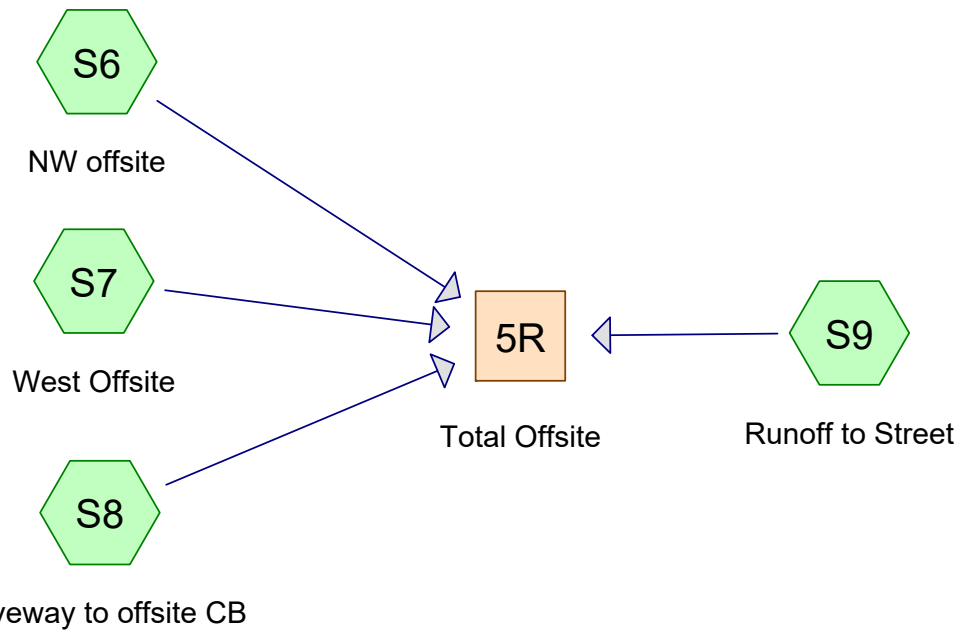 S6
NW offsite
S7
West Offsite
5R
Total Offsite
S9
Runoff to Street
S8
veway to offsite CB